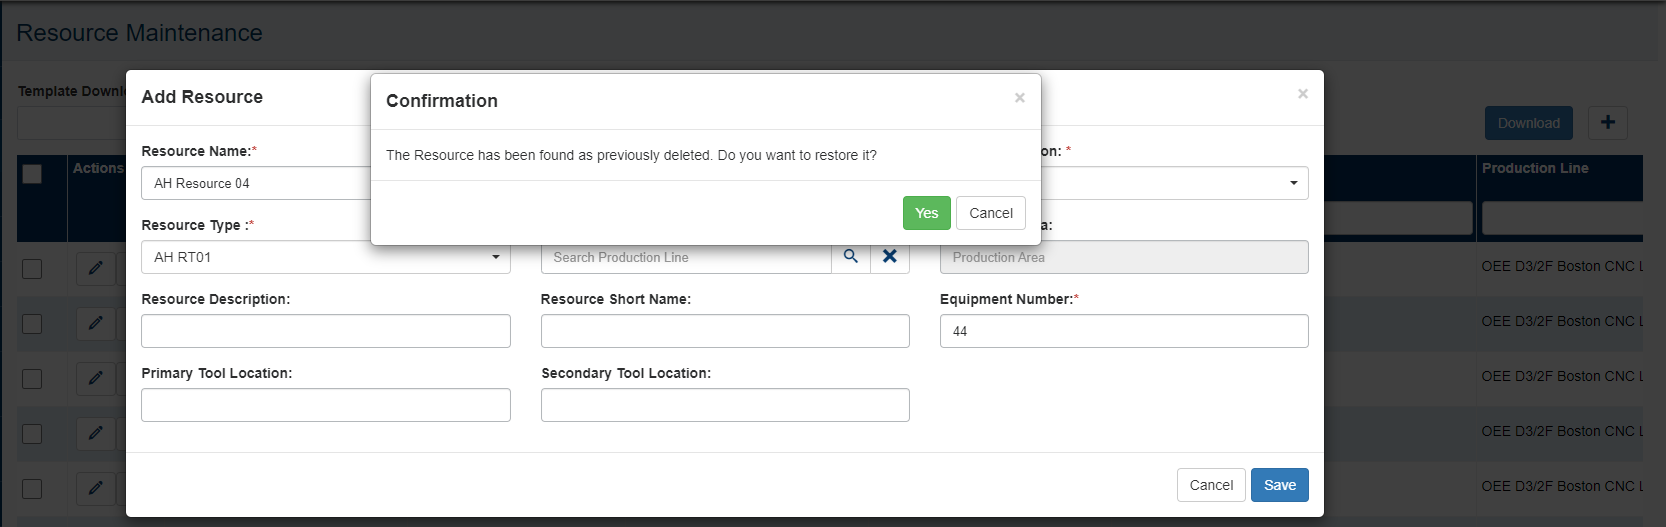 Resource Maintenance
Template Downl
Add Resource
×
Confirmation
×
The Resource has been found as previously deleted. Do you want to restore it?
Yes
Cancel
Download
Resource Name:*
on: *
AH Resource 04
Actions
Production Line
Resource Type :*
a:
AH RT01
Search Production Line
Production Area
OEE D3/2F Boston CNC L
Resource Description:
Resource Short Name:
Equipment Number:*
44
OEE D3/2F Boston CNC L
Primary Tool Location:
Secondary Tool Location:
OEE D3/2F Boston CNC L
OEE D3/2F Boston CNC L
Cancel
Save
OEE D3/2F Boston CNC L